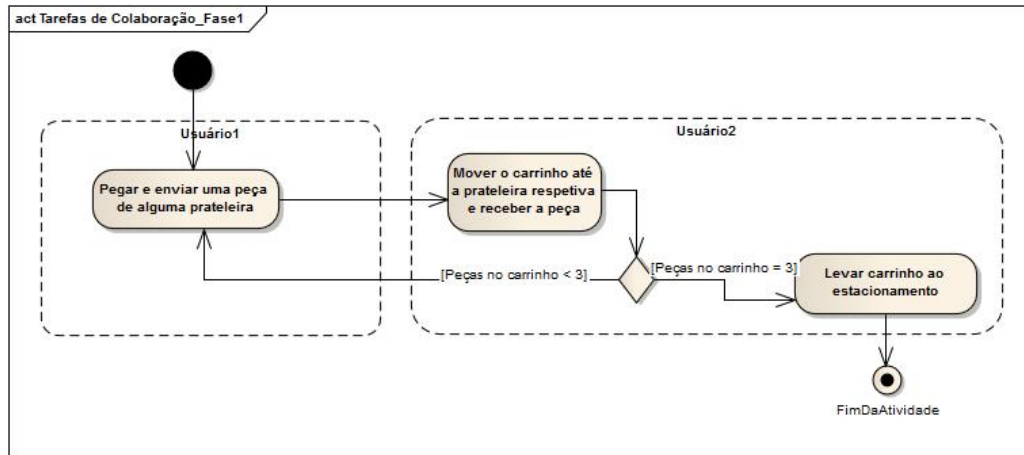 act Tarefas de Colaboração_Fase1
Usuário1
Usuário2
Pegar e enviar uma peça
de alguma prateleira
Mover o carrinho até
a prateleira respetiva
e receber a peça
[Peças no carrinho < 3]
[Peças no carrinho = 3]
Levar carrinho ao
estacionamento
FimDaAtividade